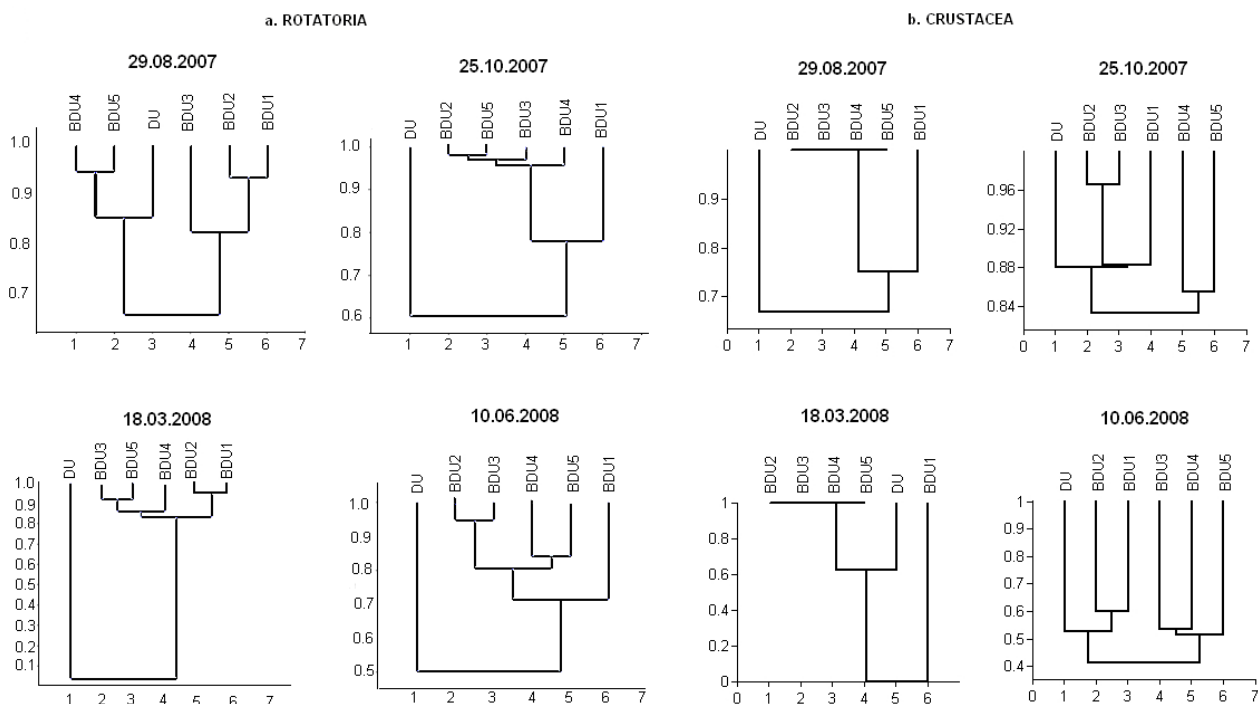 a. ROTATORIA
b. CRUSTACEA
29.08.2007
BDU4 BDU5 DU BDU3 BDU2 BDU1
1.0
0.9
0.8
0.7
1 2 3 4 5 6 7
25.10.2007
DU BDU2 BDU5 BDU3 BDU4 BDU1
1.0
0.9
0.8
0.7
0.6
1 2 3 4 5 6 7
29.08.2007
DU BDU2 BDU3 BDU4 BDU5 BDU1
0.9
0.8
0.7
0 1 2 3 4 5 6 7
25.10.2007
DU BDU2 BDU3 BDU1 BDU4 BDU5
0.96
0.92
0.88
0.84
0 1 2 3 4 5 6 7
18.03.2008
DU BDU3 BDU5 BDU4 BDU2 BDU1
1.0
0.9
0.8
0.7
0.6
0.5
0.4
0.3
0.2
0.1
1 2 3 4 5 6 7
10.06.2008
DU BDU2 BDU3 BDU4 BDU5 BDU1
1.0
0.9
0.8
0.7
0.6
0.5
1 2 3 4 5 6 7
18.03.2008
BDU2 BDU3 BDU4 BDU5 DU BDU1
1
0.8
0.6
0.4
0.2
0
0 1 2 3 4 5 6
10.06.2008
DU BDU2 BDU1 BDU3 BDU4 BDU5
1
0.9
0.8
0.7
0.6
0.5
0.4
0 1 2 3 4 5 6 7